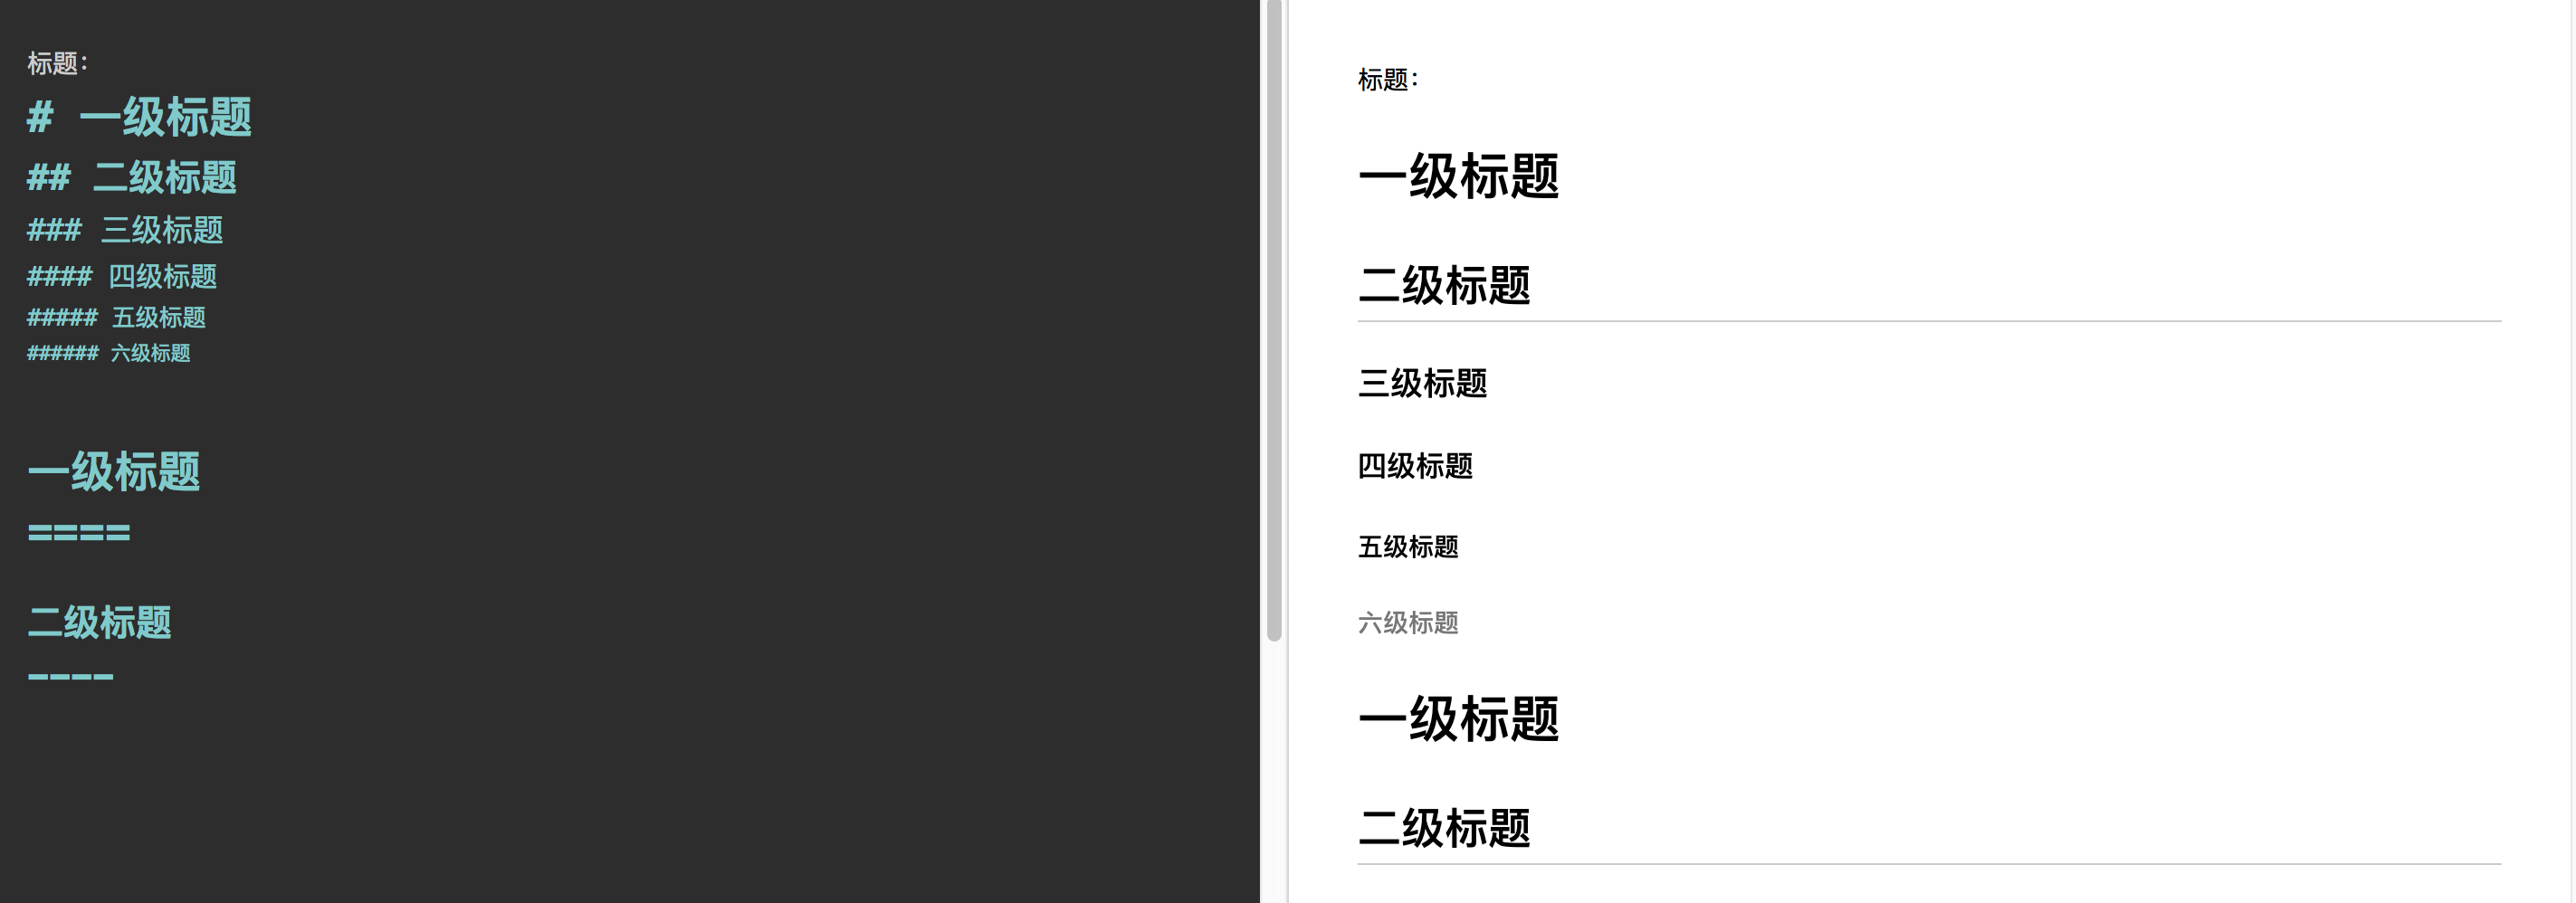 标题:
# 一级标题
## 二级标题
### 三级标题
#### 四级标题
##### 五级标题
###### 六级标题
一级标题
====
二级标题
----
标题:
一级标题
二级标题
三级标题
四级标题
五级标题
六级标题
一级标题
二级标题